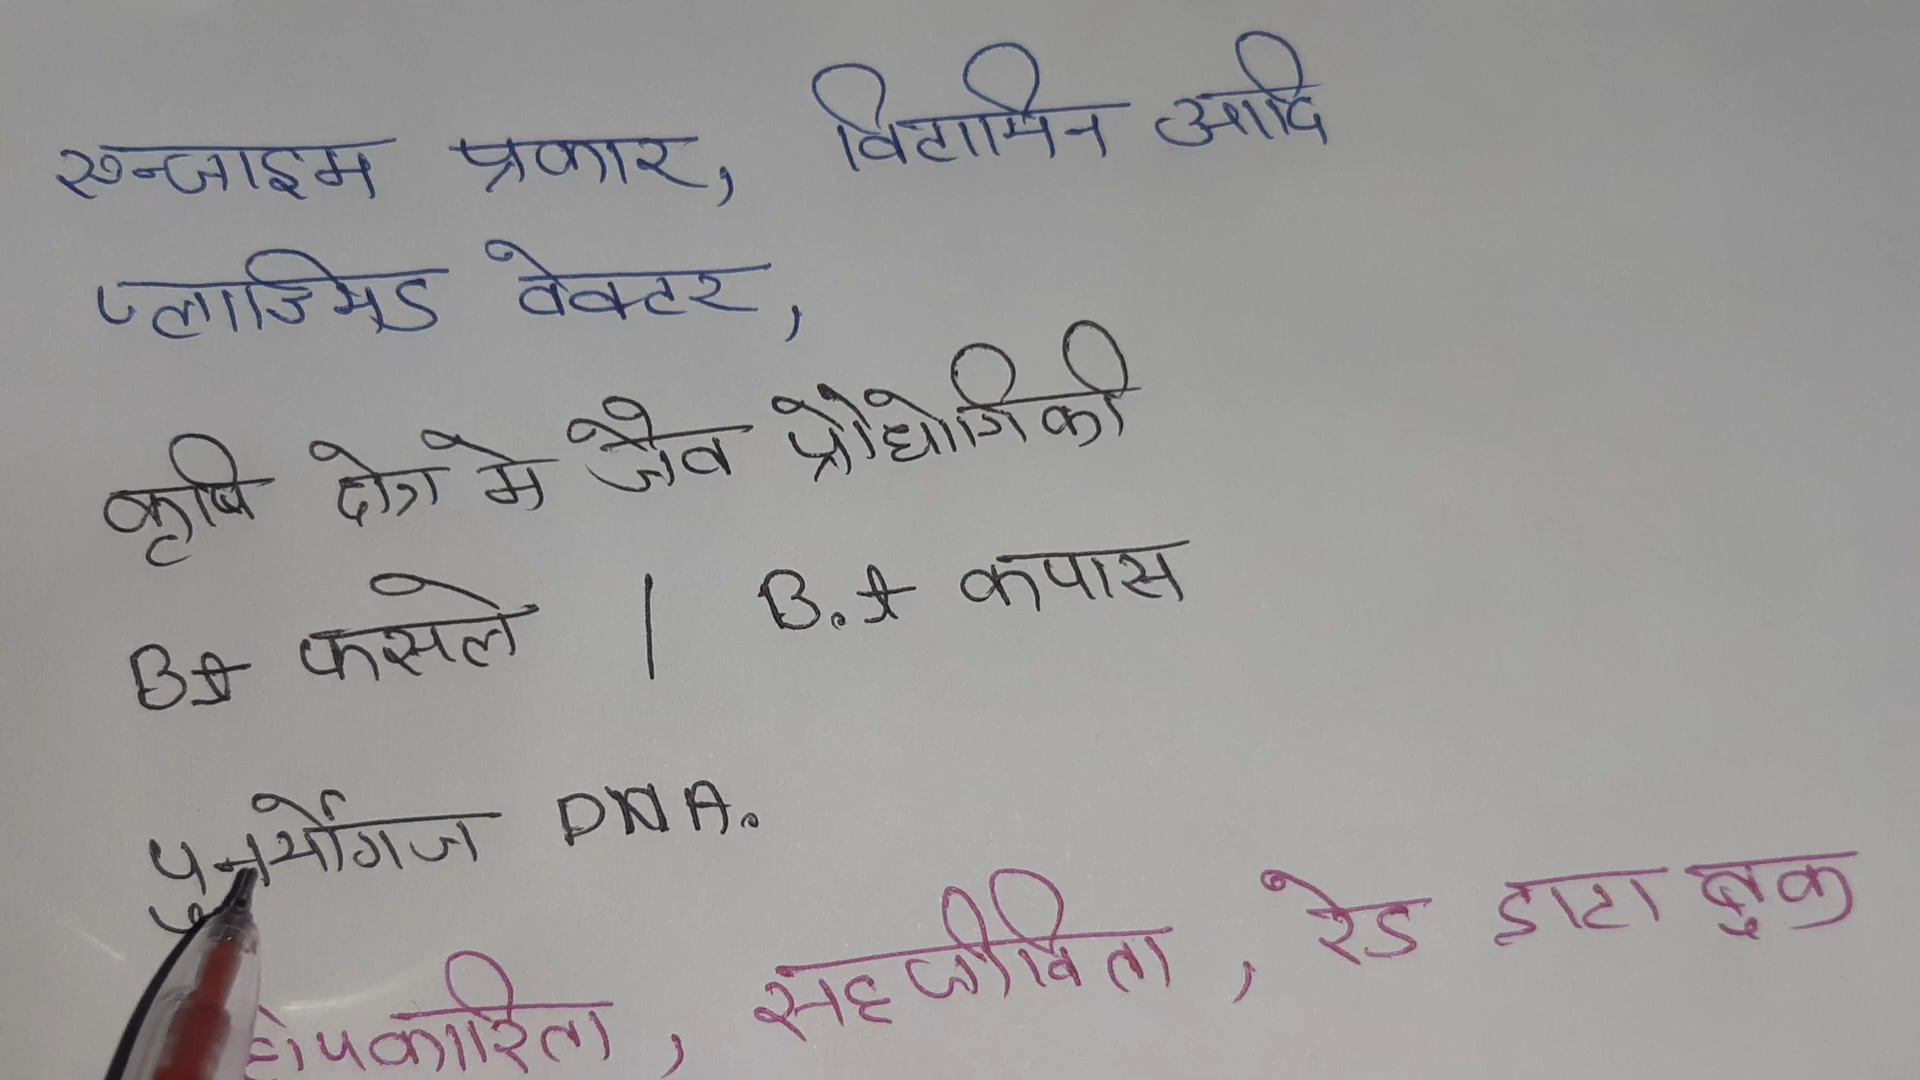 एन्जाइम प्रकार, विटामिन आदि
प्लाज्मिड वेक्टर,
कृषि क्षेत्र मे जैव प्रौधोगिकी
Bt फसले | B.t कपास
पुनर्योगज DNA.
सहजीविता, रेड डाटा बुक